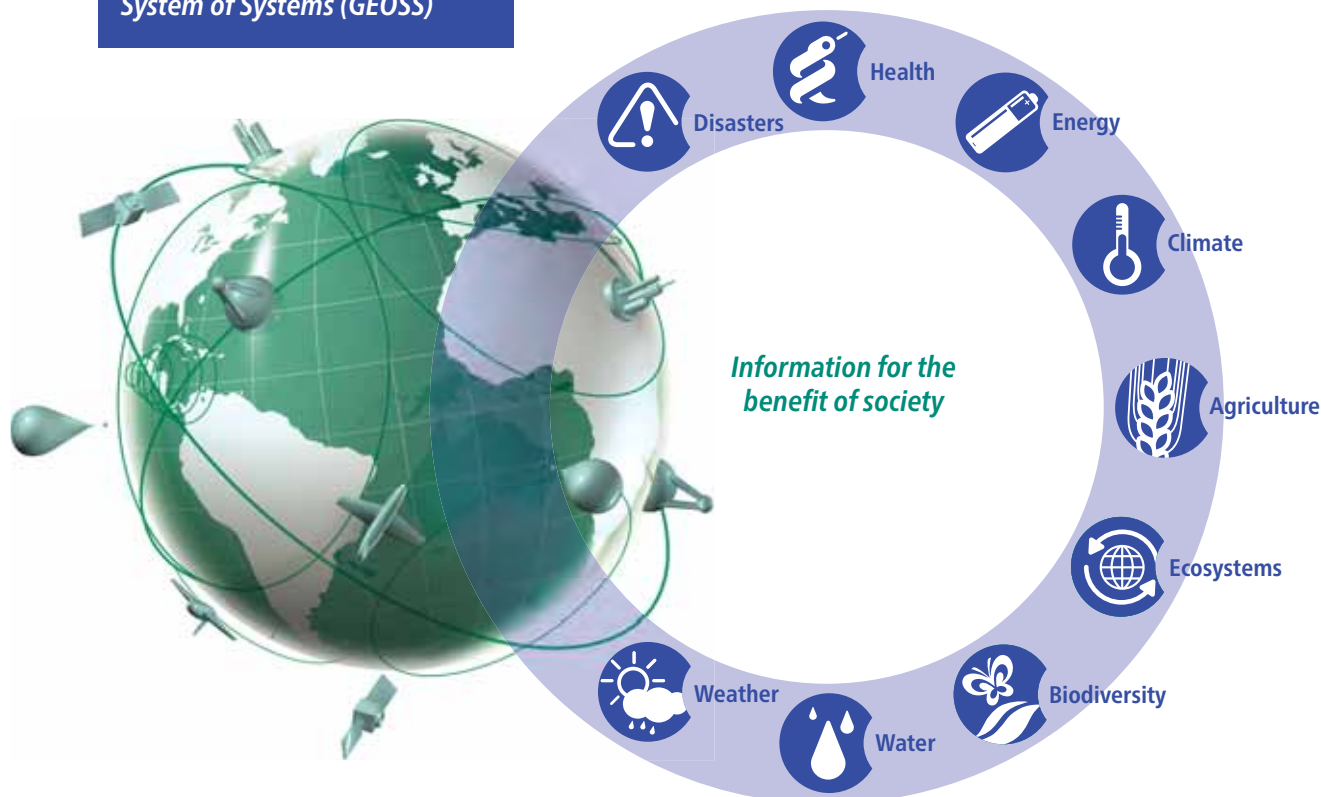 System of Systems (GEOSS)
Health
Disasters
Energy
Climate
Information for the
benefit of society
Agriculture
Ecosystems
Weather
Biodiversity
Water